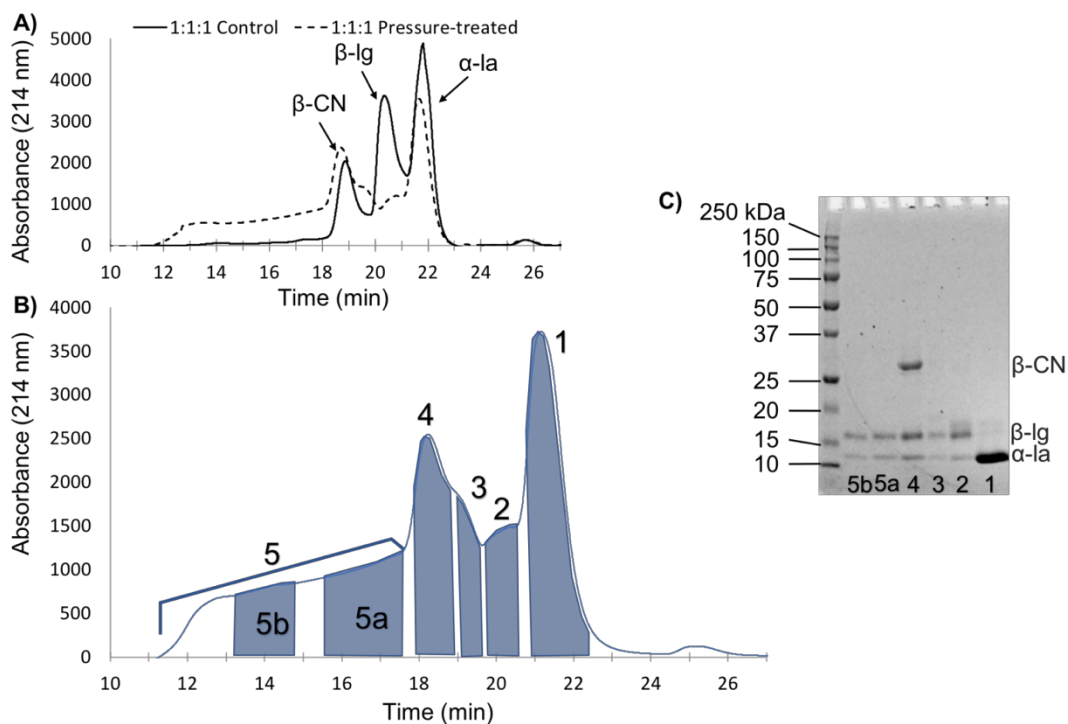 A)
1:1:1 Control
1:1:1 Pressure-treated
5000
4000
3000
2000
1000
0
Absorbance (214 nm)
β-CN
β-lg
α-la
10 12 14 16 18 20 22 24 26
Time (min)
B)
4000
3500
3000
2500
2000
1500
1000
500
0
Absorbance (214 nm)
5
5b
5a
4
3
2
1
10 12 14 16 18 20 22 24 26
Time (min)
C)
250 kDa
150
100
75
50
37
25
20
15
10
β-CN
β-lg
α-la
5b 5a 4 3 2 1